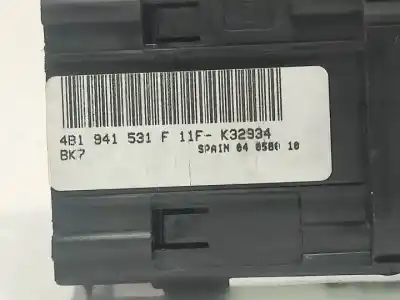 4B1 941 531 F 11F- K32934
BK7 SPAIN 04 0580 10